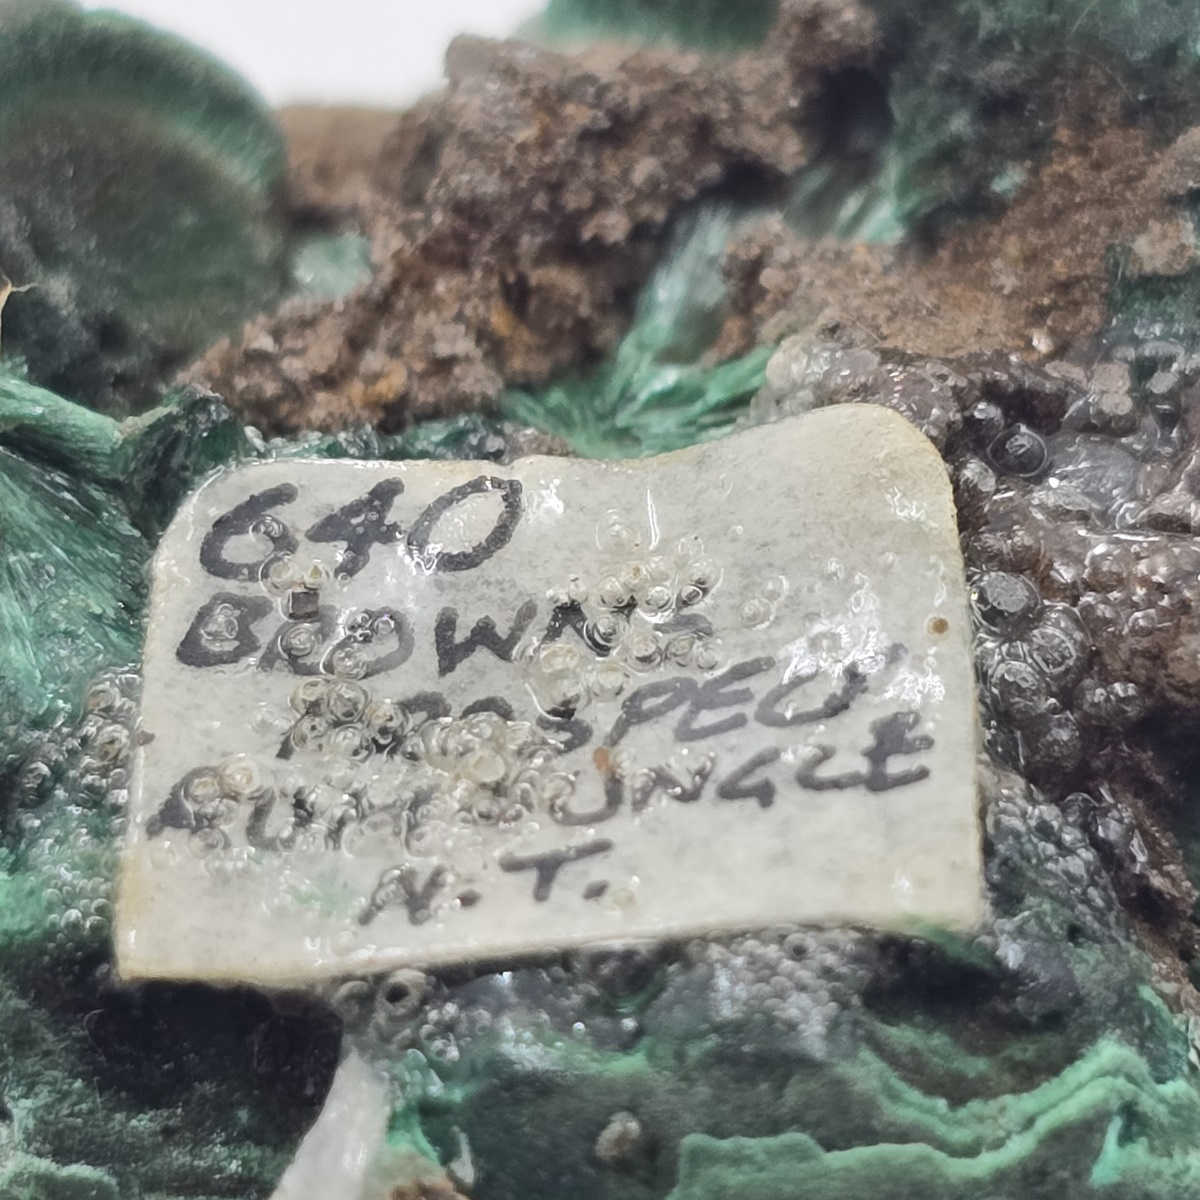 640
BROWNS
PROSPECT
RUM JUNGLE
N.T.